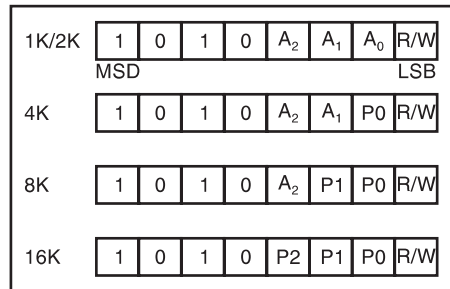 1K/2K 1 0 1 0 A₂ A₁ A₀ R/W
MSD LSB
4K 1 0 1 0 A₂ A₁ P0 R/W
8K 1 0 1 0 A₂ P1 P0 R/W
16K 1 0 1 0 P2 P1 P0 R/W